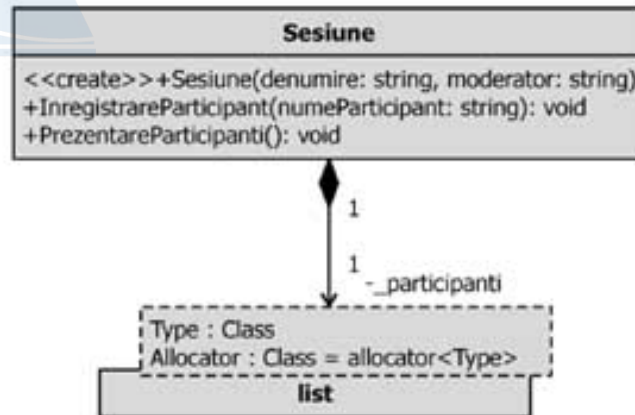 Sesiune
<<create>>+Sesiune(denumire: string, moderator: string)
+InregistrareParticipant(numeParticipant: string): void
+PrezentareParticipanti(): void
1
1
-_participanti
Type : Class
Allocator : Class = allocator<Type>
list